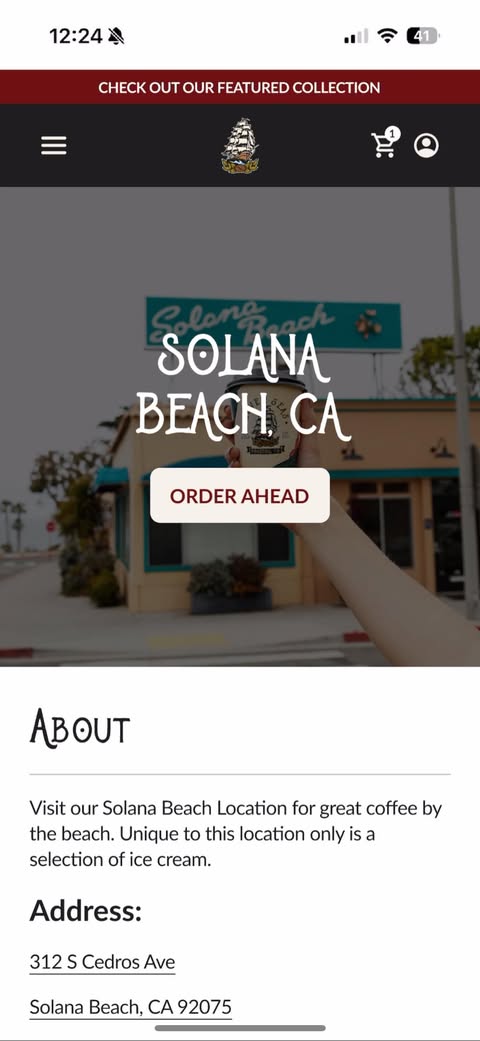 12:24
41
CHECK OUT OUR FEATURED COLLECTION
1
Solana
Beach
SOLANA
BEACH, CA
ORDER AHEAD
ABOUT
Visit our Solana Beach Location for great coffee by
the beach. Unique to this location only is a
selection of ice cream.
Address:
312 S Cedros Ave
Solana Beach, CA 92075